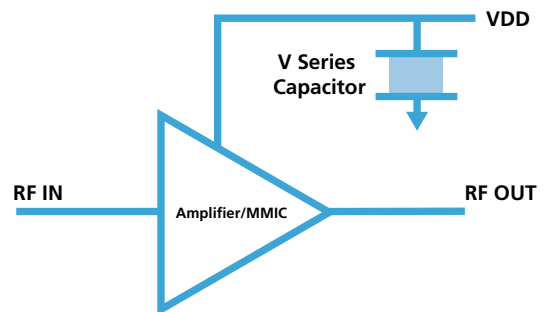 VDD
V Series
Capacitor
RF IN
Amplifier/MMIC
RF OUT